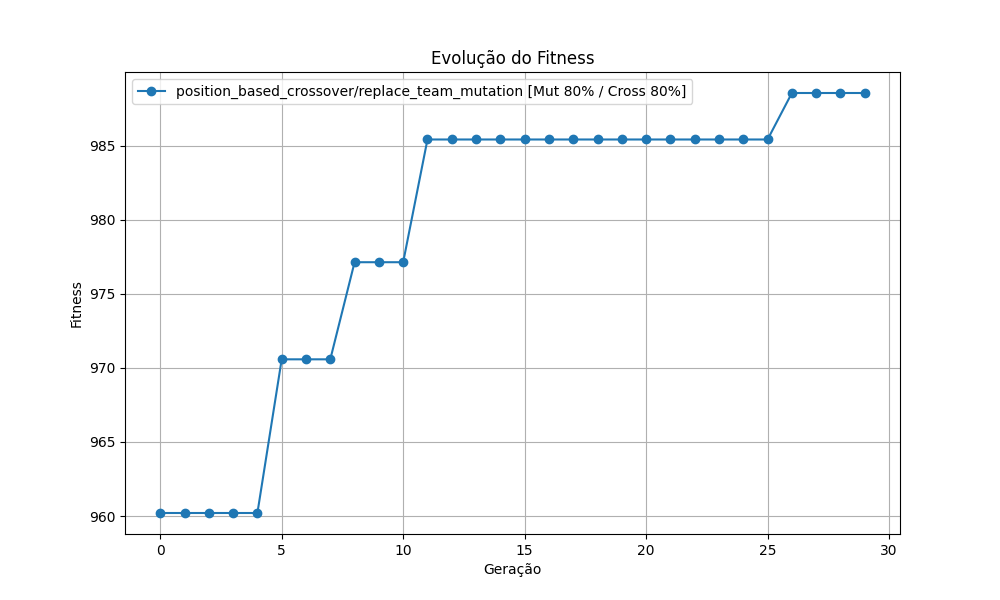 Evolução do Fitness
position_based_crossover/replace_team_mutation [Mut 80% / Cross 80%]
Fitness
985
980
975
970
965
960
0 5 10 15 20 25 30
Geração